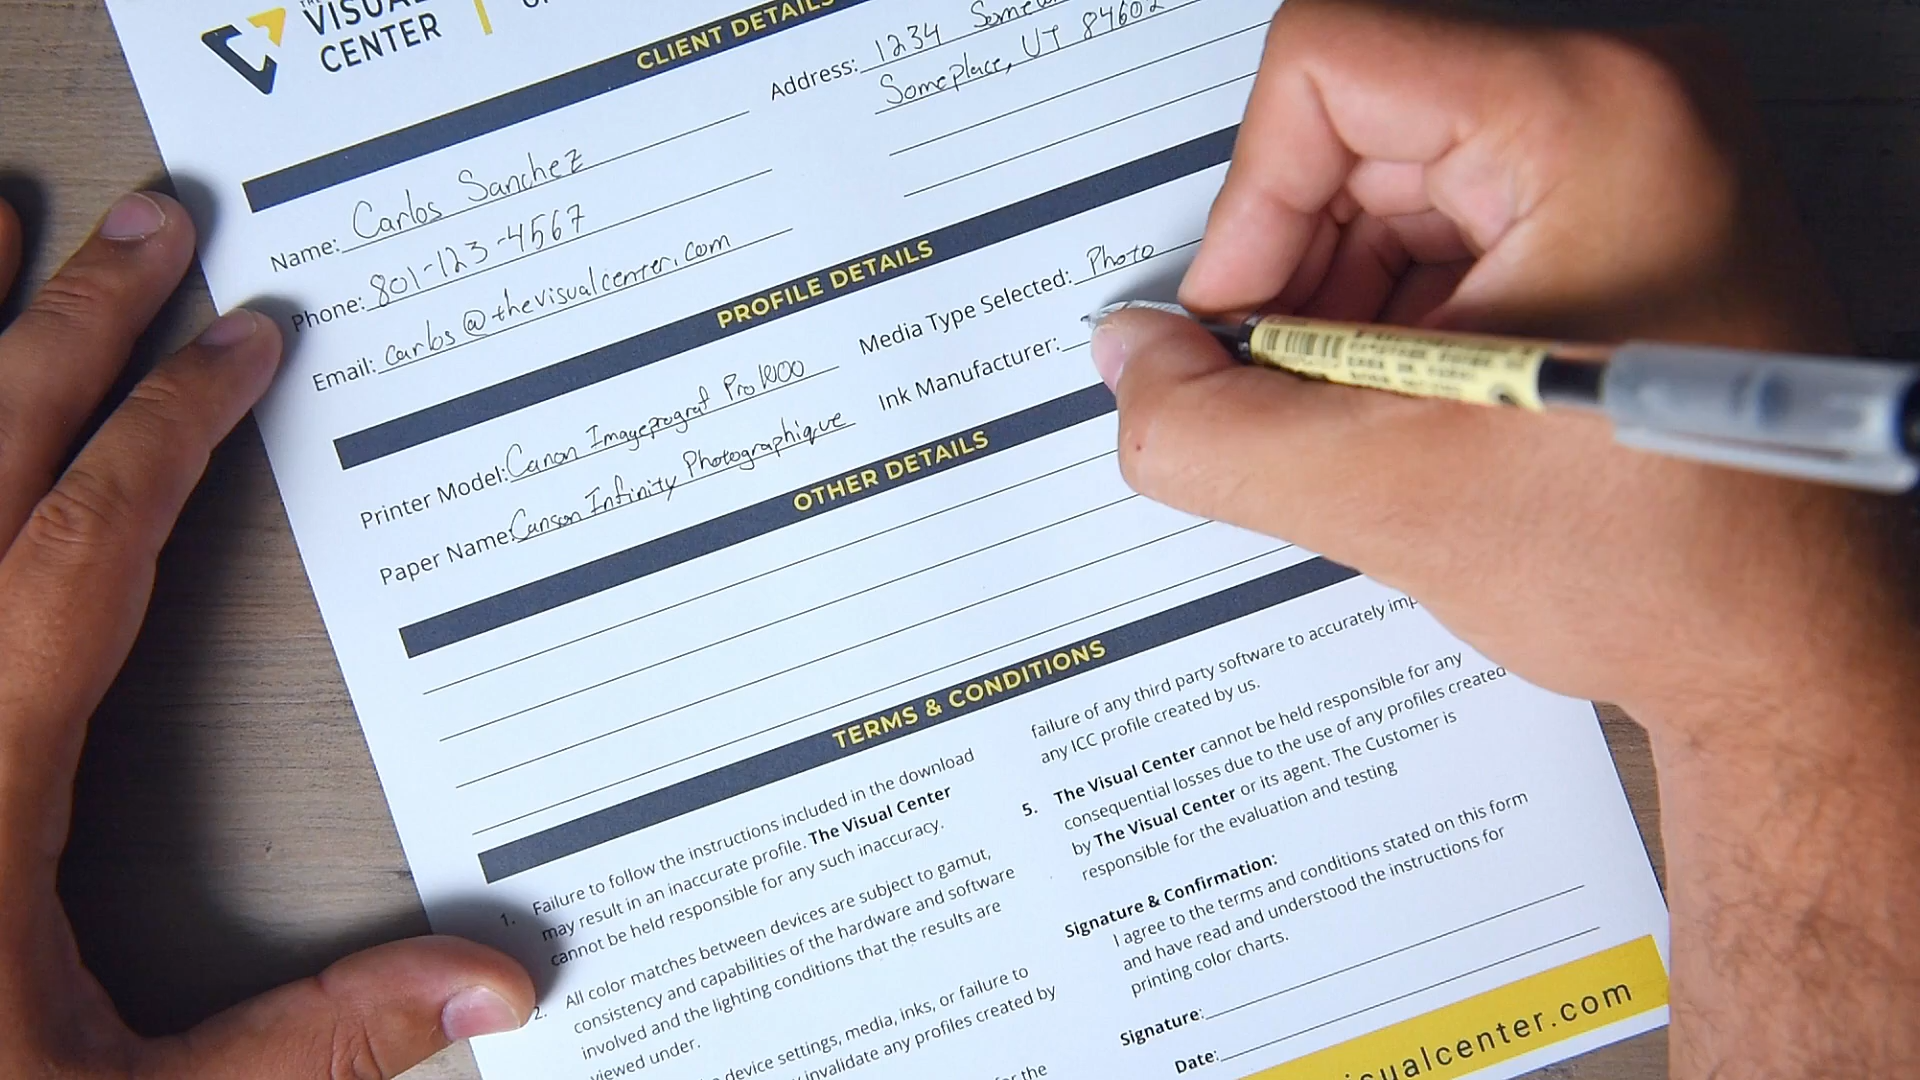 VISUAL
CENTER
CLIENT DETAILS
Name: Carlos Sanchez
Phone: 801-123-4567
Email: carlos@thevisualcenter.com
Address: 1234
Someplace, UT 84602
PROFILE DETAILS
Printer Model: Canon Imageprograf Pro 1000
Paper Name: Canson Infinity Photographique
Media Type Selected: Photo
Ink Manufacturer:
OTHER DETAILS
TERMS & CONDITIONS
1. Failure to follow the instructions included in the download
may result in an inaccurate profile. The Visual Center
cannot be held responsible for any such inaccuracy.
2. All color matches between devices are subject to gamut,
consistency and capabilities of the hardware and software
involved and the lighting conditions that the results are
viewed under.
device settings, media, inks, or failure to
invalidate any profiles created by
for the
failure of any third party software to accurately
any ICC profile created by us.
5. The Visual Center cannot be held responsible for any
consequential losses due to the use of any profiles created
by The Visual Center or its agent. The Customer is
responsible for the evaluation and testing
Signature & Confirmation:
I agree to the terms and conditions stated on this form
and have read and understood the instructions for
printing color charts.
Signature:
Date:
sualcenter.com